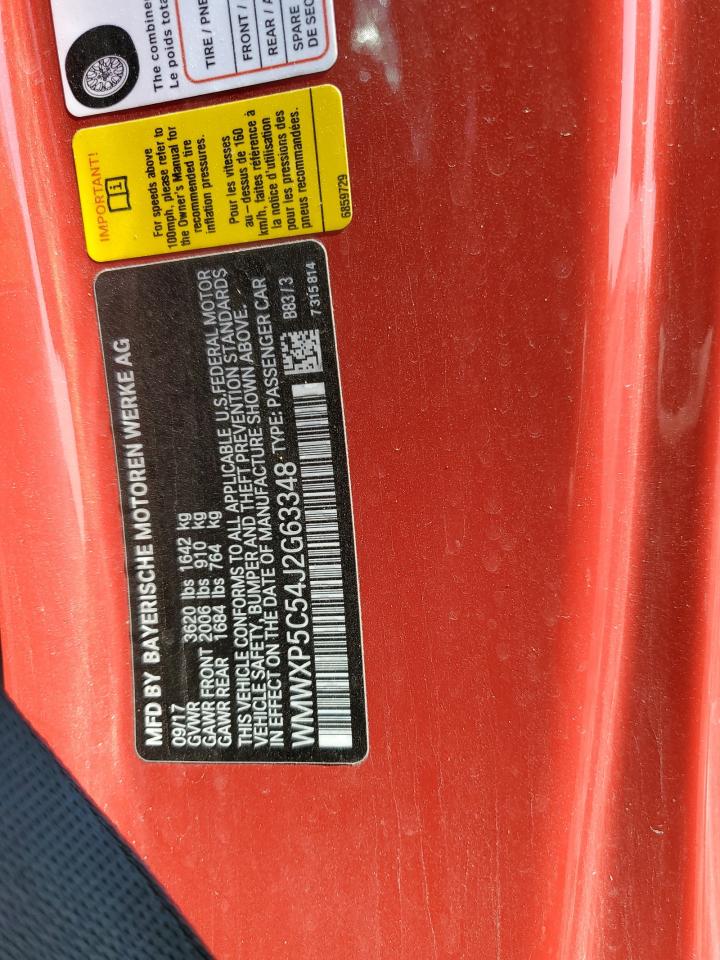 The combine
Le poids tota
TIRE / PNE
FRONT /
REAR / A
SPARE
DE SEC
IMPORTANT!
i
For speeds above
100mph, please refer to
the Owner's Manual for
recommended tire
inflation pressures.
Pour les vitesses
au-dessus de 160
km/h, faites référence à
la notice d'utilisation
pour les pressions des
pneus recommandées.
6859729
MFD BY BAYERISCHE MOTOREN WERKE AG
09/17
GVWR 3620 lbs 1642 kg
GAWR FRONT 2006 lbs 910 kg
GAWR REAR 1684 lbs 764 kg
THIS VEHICLE CONFORMS TO ALL APPLICABLE U.S.FEDERAL MOTOR
VEHICLE SAFETY, BUMPER AND THEFT PREVENTION STANDARDS
IN EFFECT ON THE DATE OF MANUFACTURE SHOWN ABOVE.
WMWXP5C54J2G63348 TYPE: PASSENGER CAR
B83/3
7 315 814